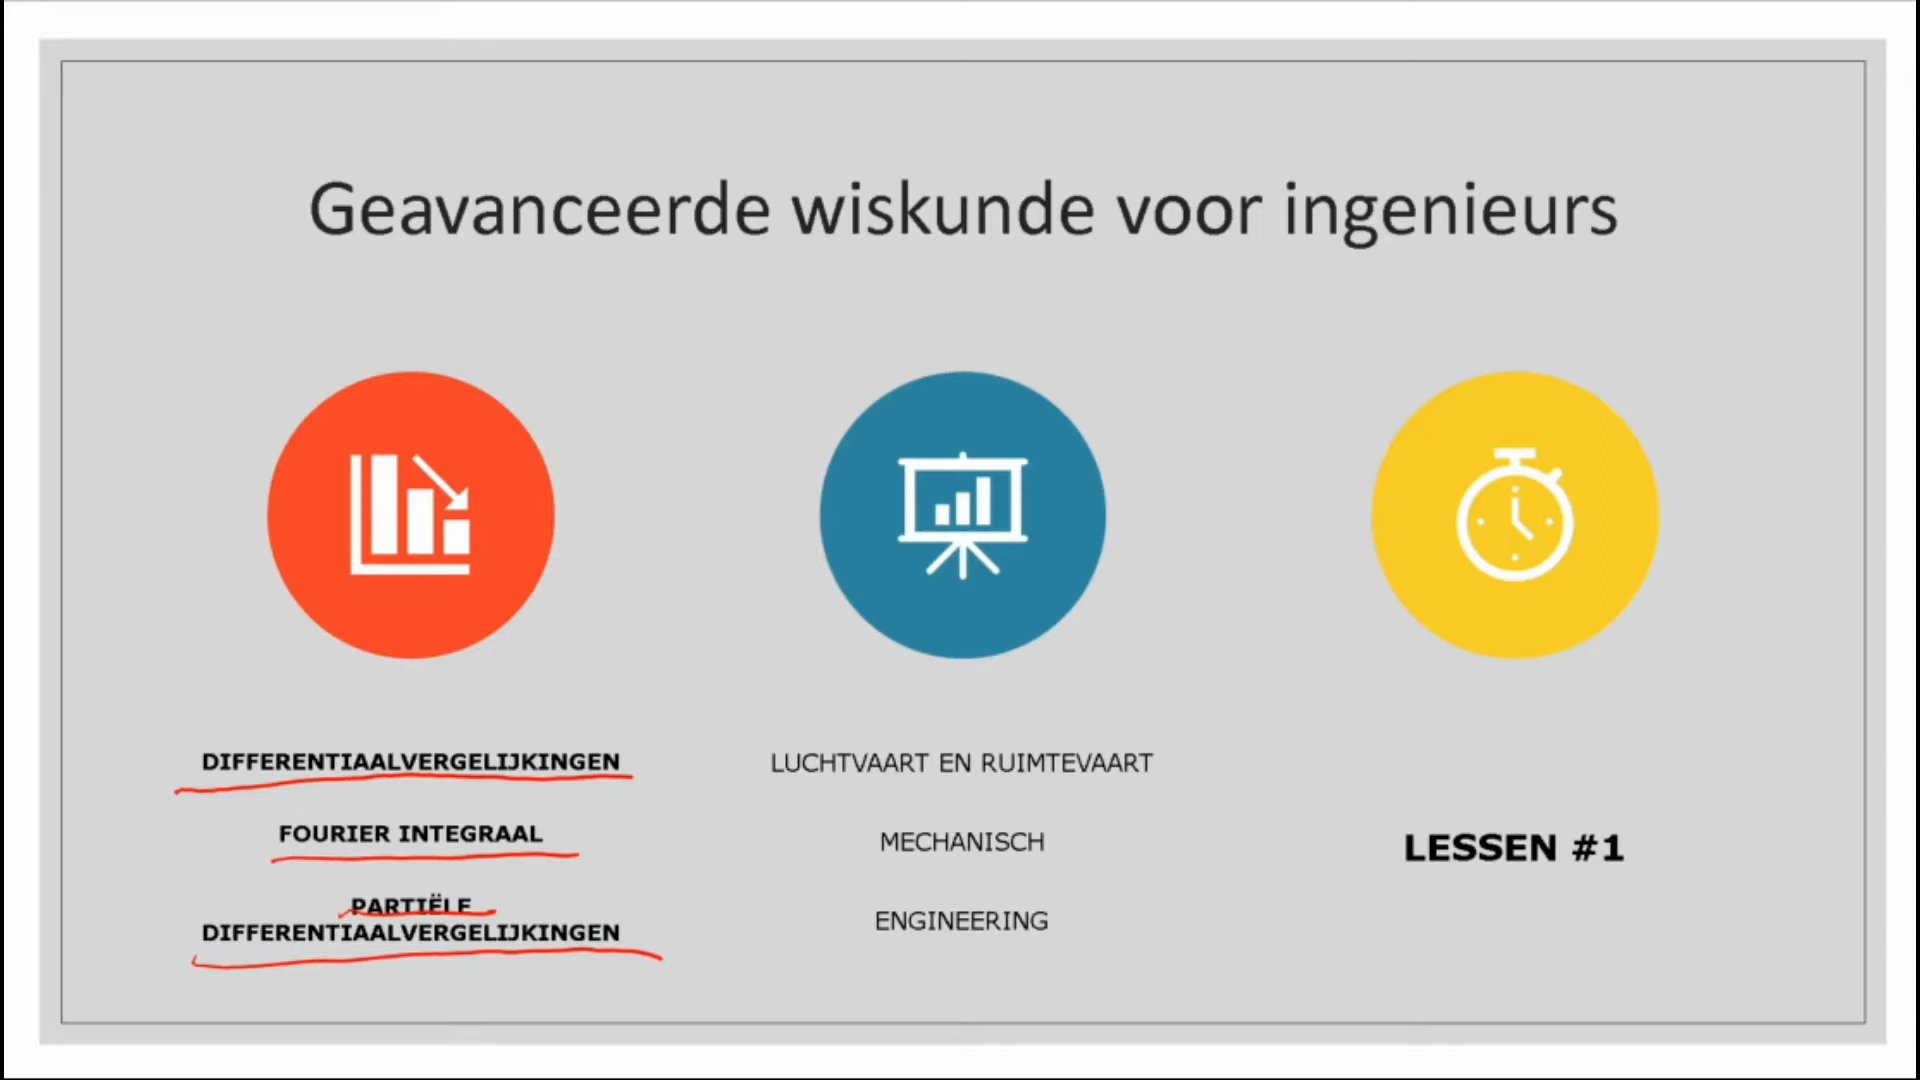 Geavanceerde wiskunde voor ingenieurs
DIFFERENTIAALVERGELIJKINGEN
FOURIER INTEGRAAL
PARTIËLE
DIFFERENTIAALVERGELIJKINGEN
LUCHTVAART EN RUIMTEVAART
MECHANISCH
ENGINEERING
LESSEN #1